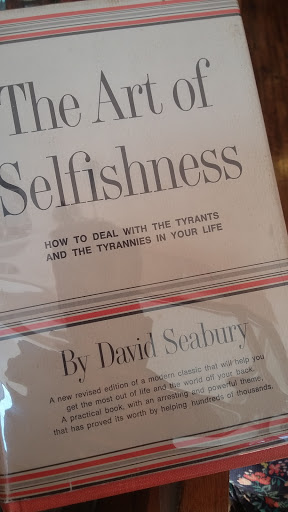 The Art of
Selfishness
HOW TO DEAL WITH THE TYRANTS
AND THE TYRANNIES IN YOUR LIFE
By David Seabury
A new revised edition of a modern classic that will help you
get the most out of life and the world off your back.
A practical book, with an arresting and powerful theme,
that has proved its worth by helping hundreds of thousands.